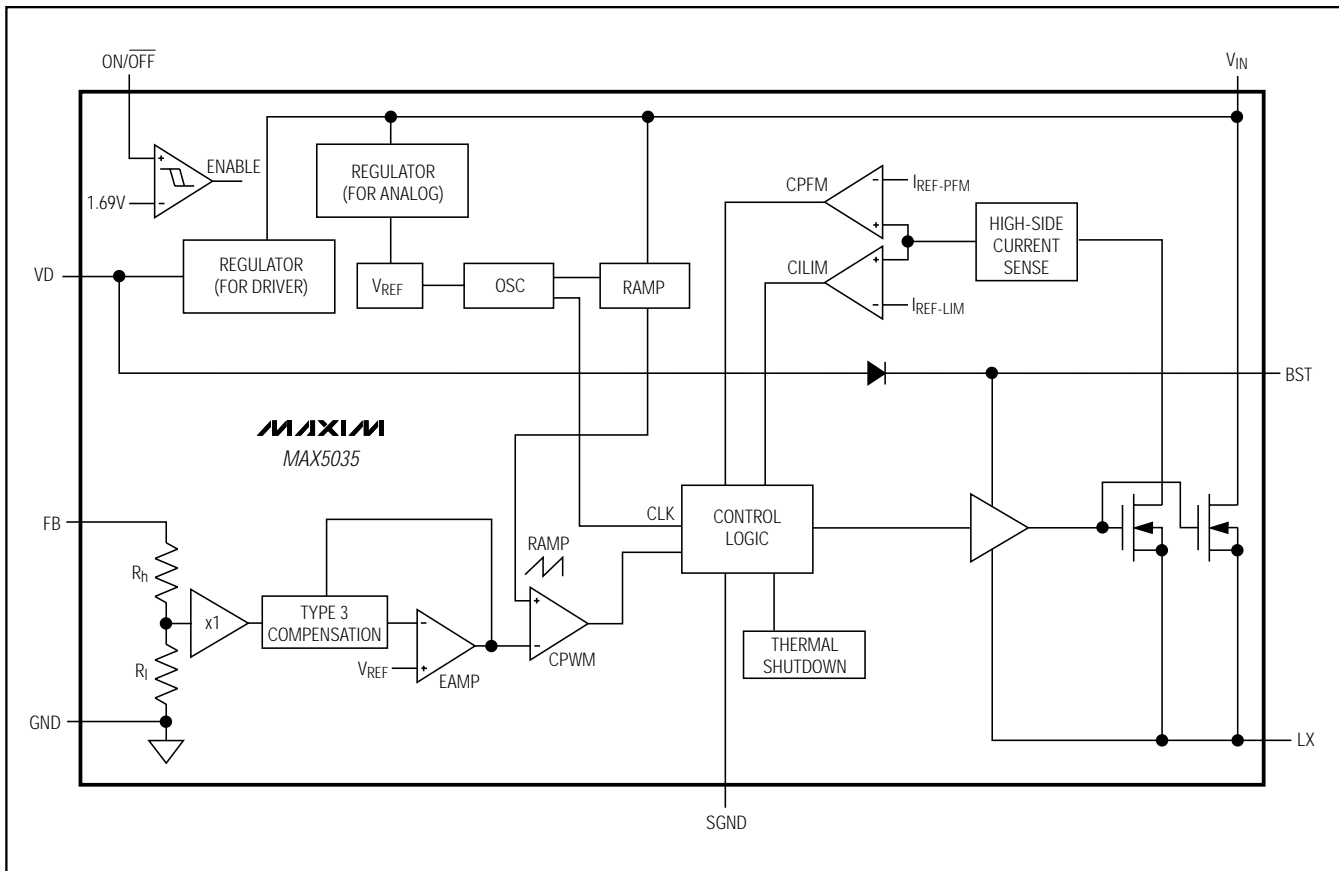 ON/OFF
VIN
ENABLE
1.69V
REGULATOR
(FOR ANALOG)
CPFM
IREF-PFM
HIGH-SIDE
CURRENT
SENSE
VD
REGULATOR
(FOR DRIVER)
VREF
OSC
RAMP
CILIM
IREF-LIM
BST
MAXIM
MAX5035
FB
CLK
CONTROL
LOGIC
RAMP
Rh
x1
TYPE 3
COMPENSATION
THERMAL
SHUTDOWN
Rl
VREF
EAMP
CPWM
GND
LX
SGND